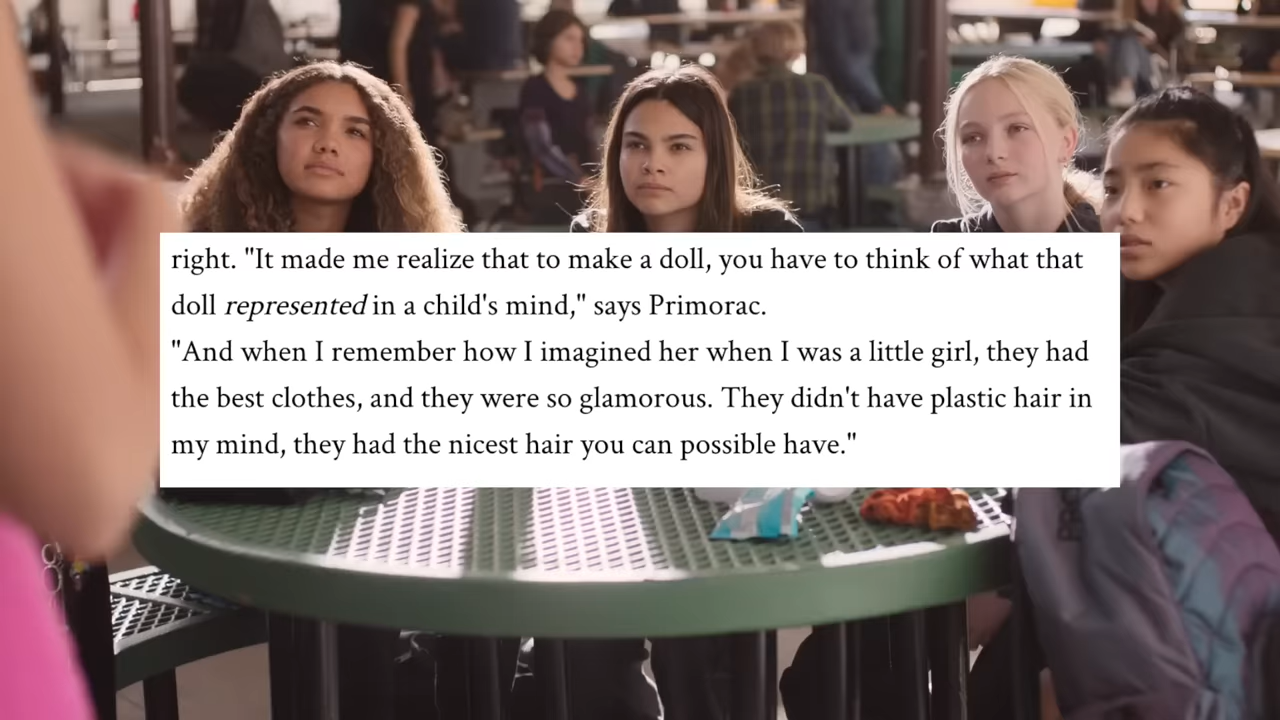 right. "It made me realize that to make a doll, you have to think of what that
doll represented in a child's mind," says Primorac.
"And when I remember how I imagined her when I was a little girl, they had
the best clothes, and they were so glamorous. They didn't have plastic hair in
my mind, they had the nicest hair you can possible have."